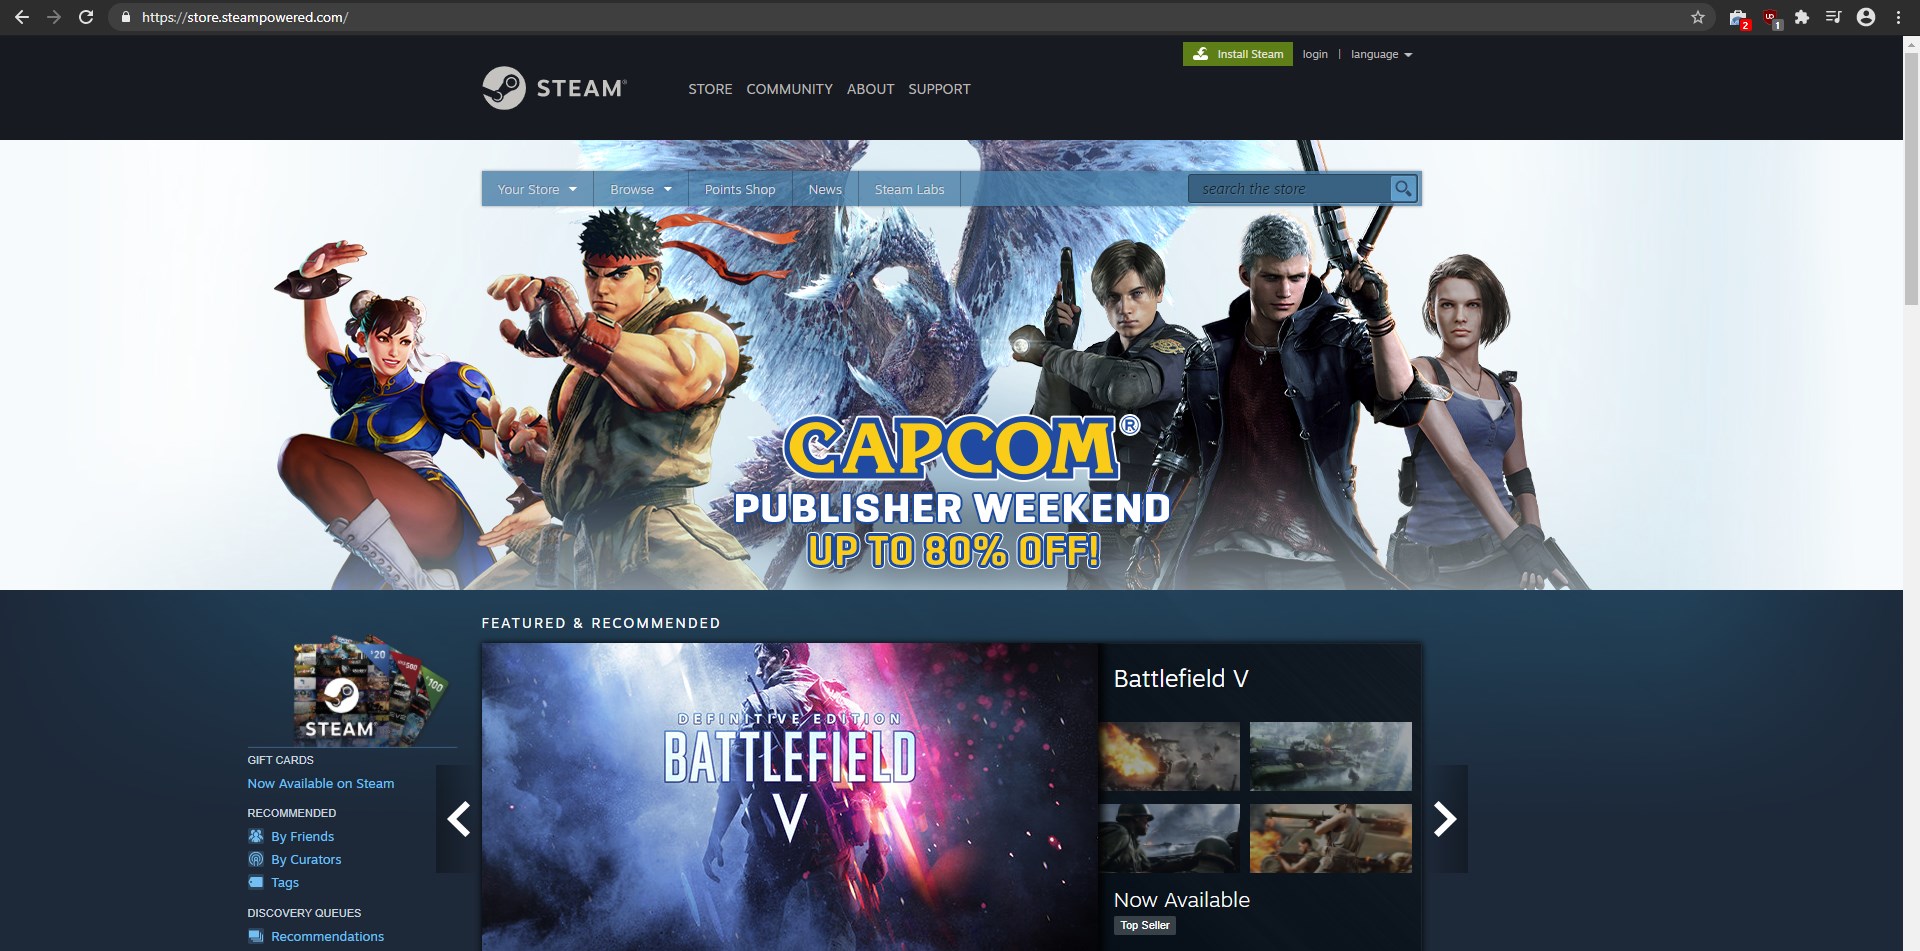 https://store.steampowered.com/
2
1
Install Steam
login | language
STEAM®
STORE COMMUNITY ABOUT SUPPORT
Your Store Browse Points Shop News Steam Labs
search the store
CAPCOM®
PUBLISHER WEEKEND
UP TO 80% OFF!
FEATURED & RECOMMENDED
STEAM
GIFT CARDS
Now Available on Steam
RECOMMENDED
By Friends
By Curators
Tags
DISCOVERY QUEUES
Recommendations
DEFINITIVE EDITION
BATTLEFIELD
V
Battlefield V
Now Available
Top Seller